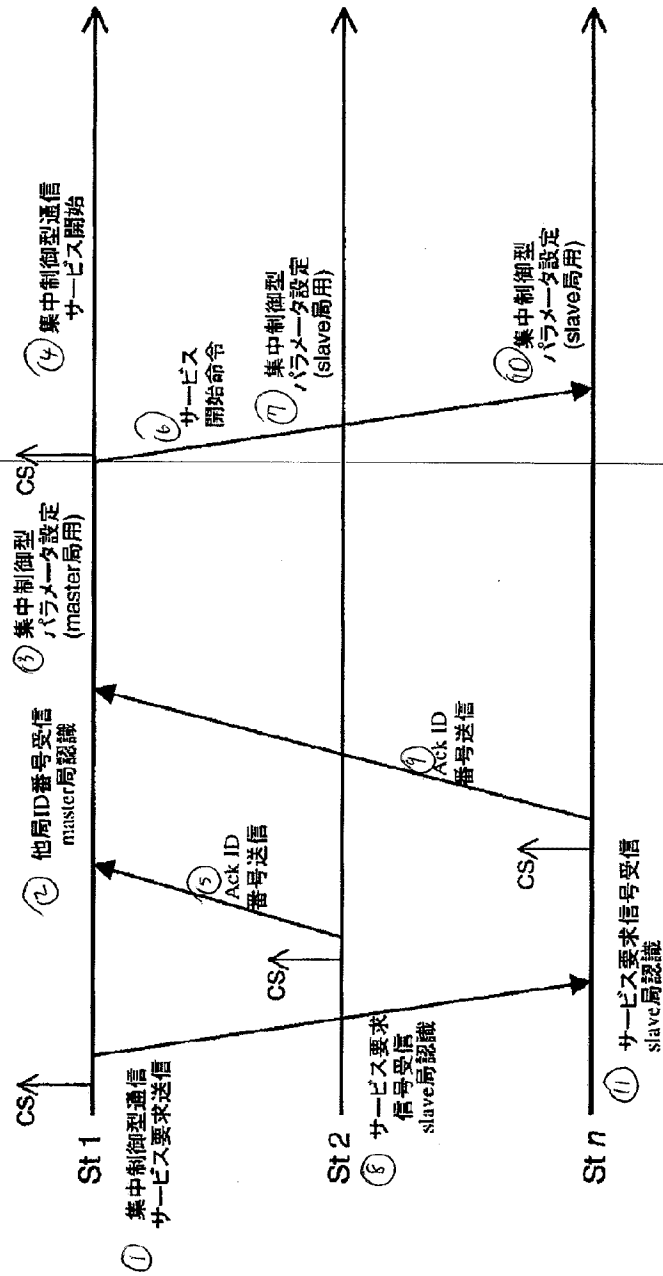 ① 集中制御型通信
サービス要求送信
② 他局ID番号受信
master局認識
③ 集中制御型
パラメータ設定
(master局用)
④ 集中制御型通信
サービス開始
CS
CS
St 1
⑤ Ack ID
番号送信
⑥ サービス
開始命令
⑦ 集中制御型
パラメータ設定
(slave局用)
CS
St 2
⑧ サービス要求
信号受信
slave局認識
⑨ Ack ID
番号送信
⑩ 集中制御型
パラメータ設定
(slave局用)
CS
St n
⑪ サービス要求信号受信
slave局認識